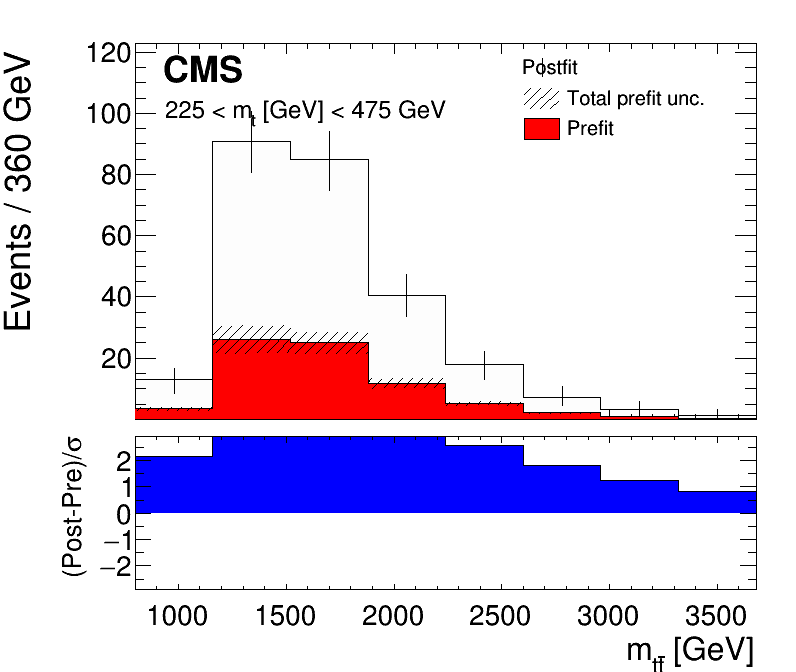 CMS
225 < m_t [GeV] < 475 GeV
Postfit
Total prefit unc.
Prefit
Events / 360 GeV
120
100
80
60
40
20
(Post-Pre)/σ
2
1
0
−1
−2
1000 1500 2000 2500 3000 3500
m_tt̄ [GeV]